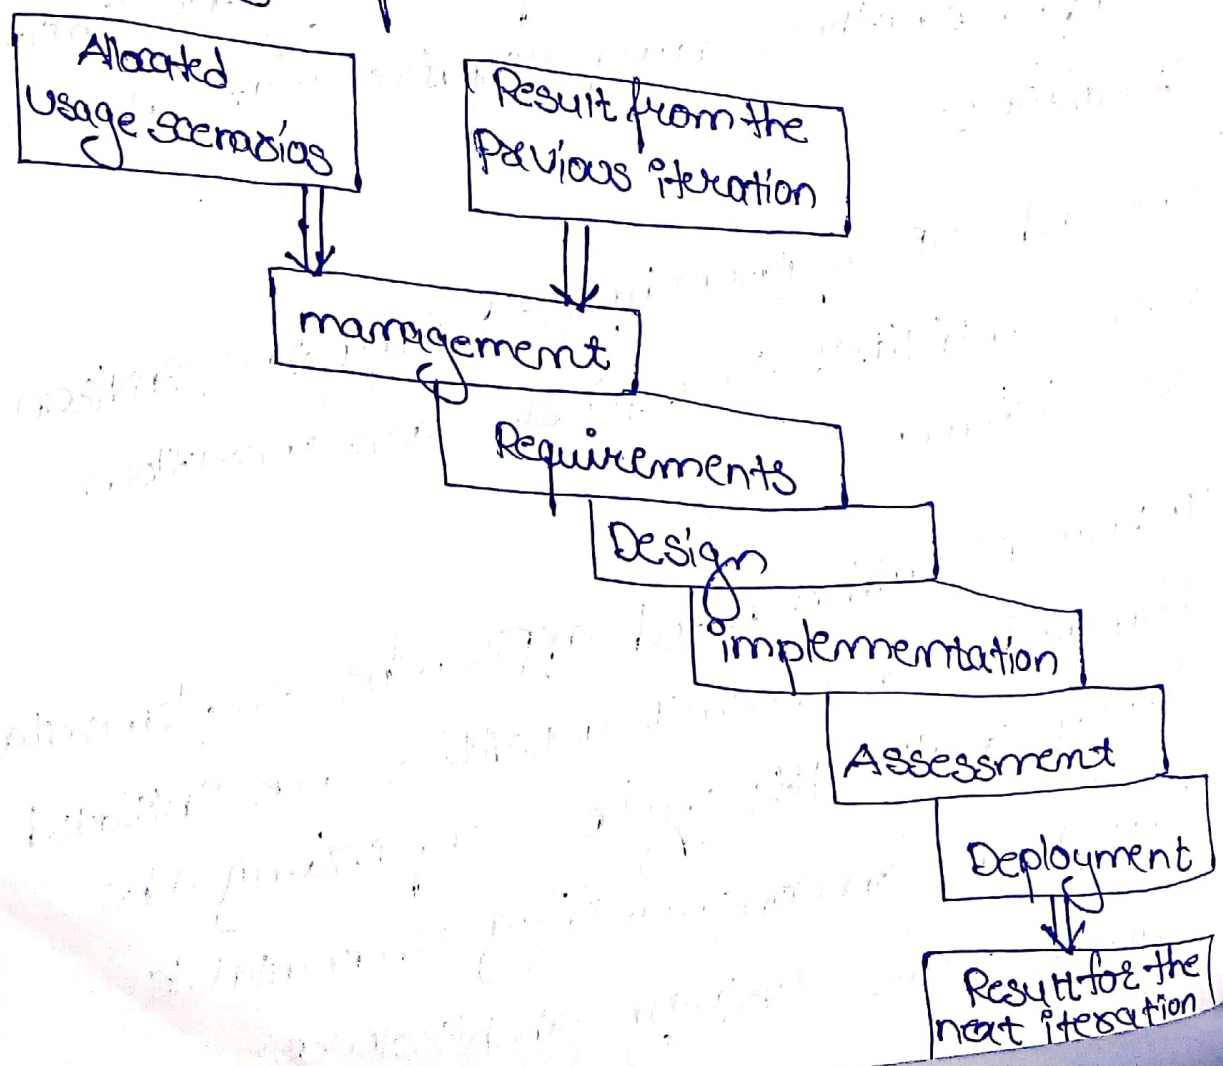 Allocated
Usage scenarios
Result from the
Previous iteration
management
Requirements
Design
implementation
Assessment
Deployment
Result for the
next iteration